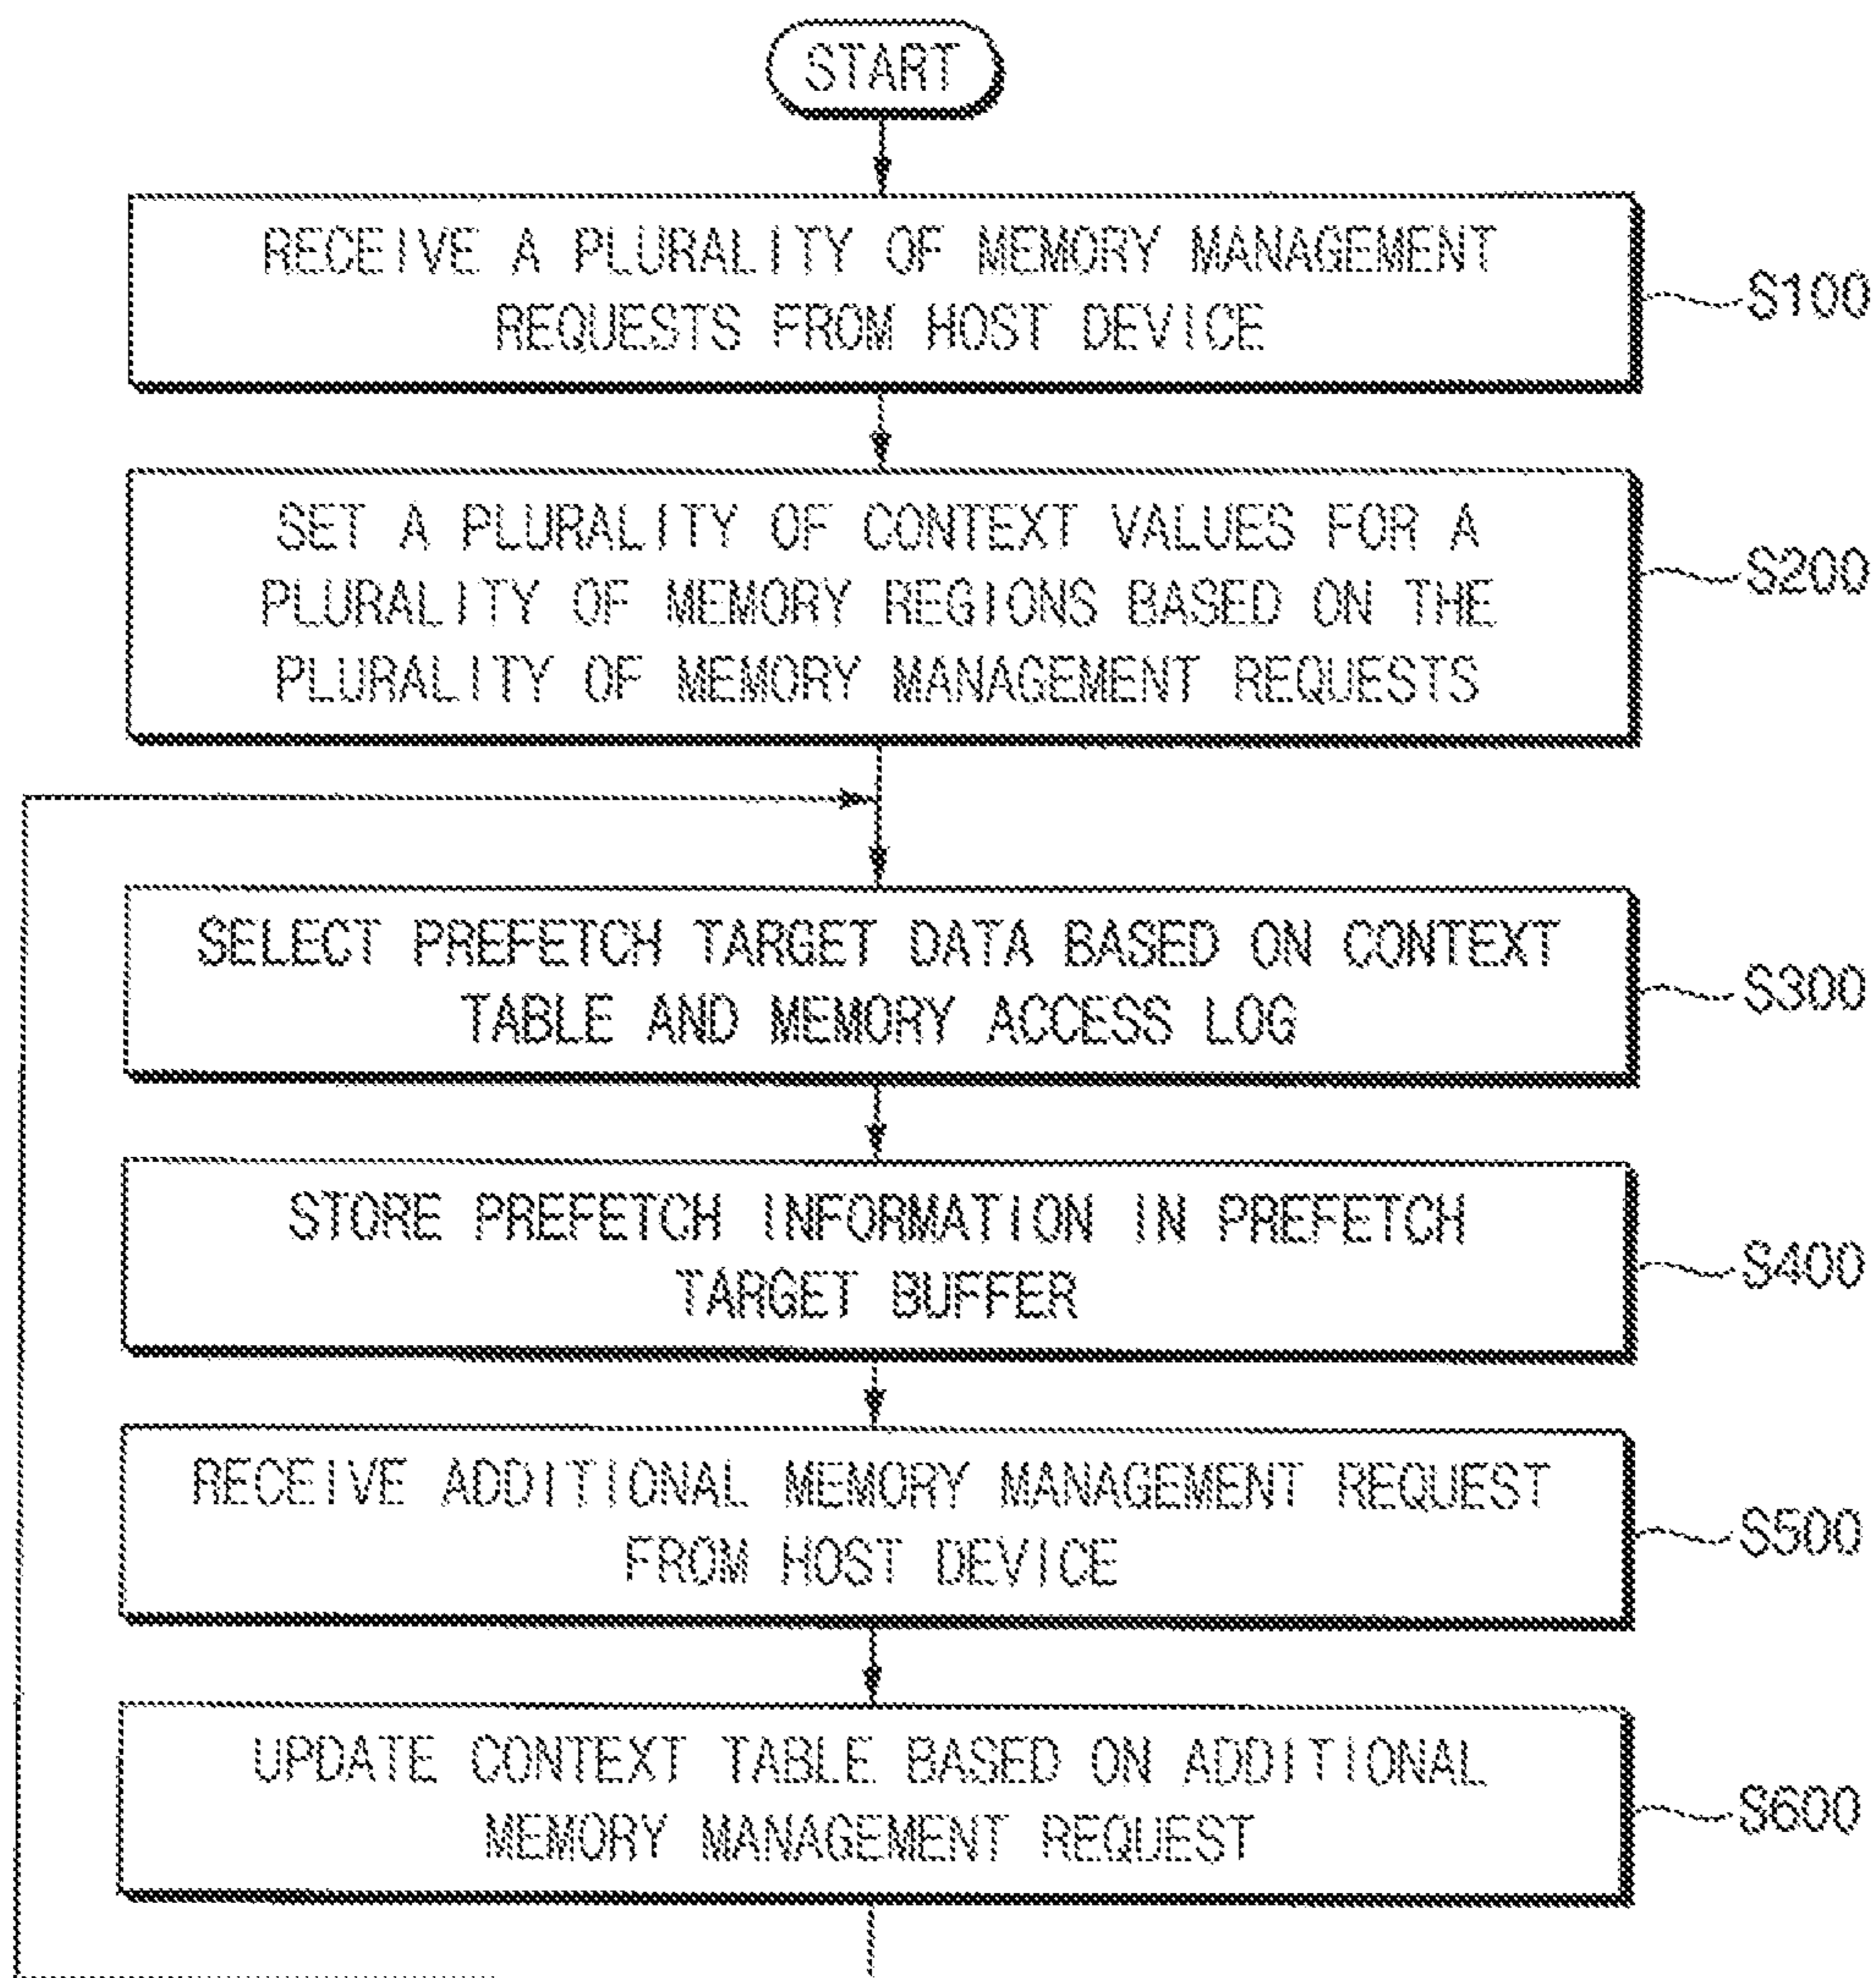 START
RECEIVE A PLURALITY OF MEMORY MANAGEMENT
REQUESTS FROM HOST DEVICE
S100
SET A PLURALITY OF CONTEXT VALUES FOR A
PLURALITY OF MEMORY REGIONS BASED ON THE
PLURALITY OF MEMORY MANAGEMENT REQUESTS
S200
SELECT PREFETCH TARGET DATA BASED ON CONTEXT
TABLE AND MEMORY ACCESS LOG
S300
STORE PREFETCH INFORMATION IN PREFETCH
TARGET BUFFER
S400
RECEIVE ADDITIONAL MEMORY MANAGEMENT REQUEST
FROM HOST DEVICE
S500
UPDATE CONTEXT TABLE BASED ON ADDITIONAL
MEMORY MANAGEMENT REQUEST
S600